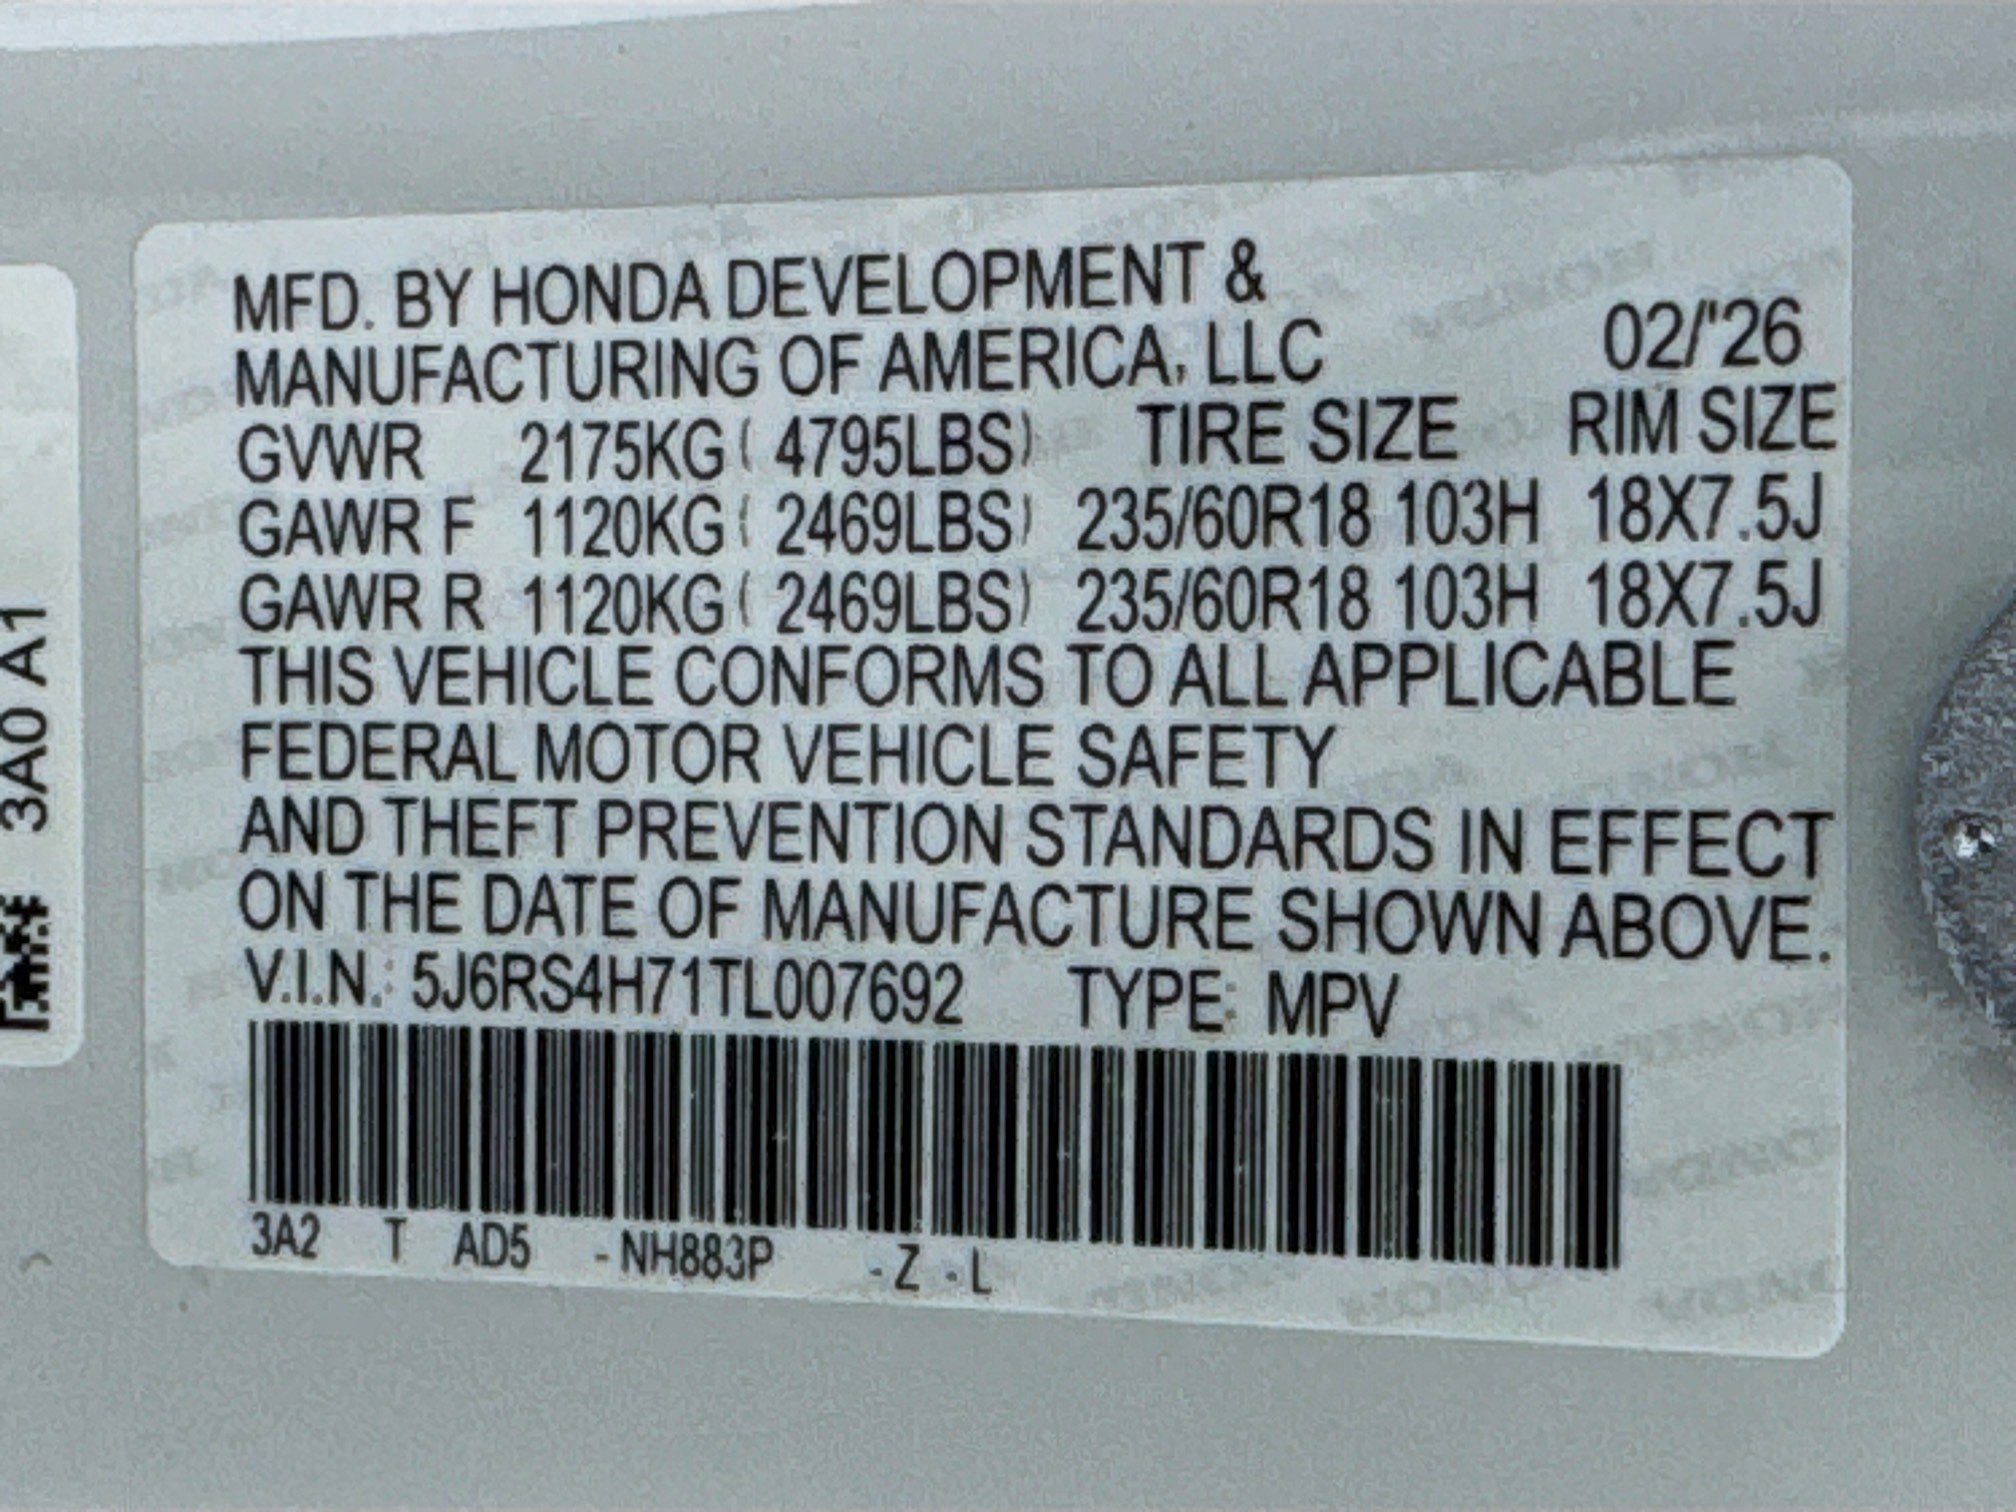 MFD. BY HONDA DEVELOPMENT &
MANUFACTURING OF AMERICA, LLC 02/'26
GVWR 2175KG ( 4795LBS) TIRE SIZE RIM SIZE
GAWR F 1120KG ( 2469LBS) 235/60R18 103H 18X7.5J
GAWR R 1120KG ( 2469LBS) 235/60R18 103H 18X7.5J
THIS VEHICLE CONFORMS TO ALL APPLICABLE
FEDERAL MOTOR VEHICLE SAFETY
AND THEFT PREVENTION STANDARDS IN EFFECT
ON THE DATE OF MANUFACTURE SHOWN ABOVE.
V.I.N.: 5J6RS4H71TL007692 TYPE: MPV
3A2 T AD5 - NH883P - Z - L
3A0 A1